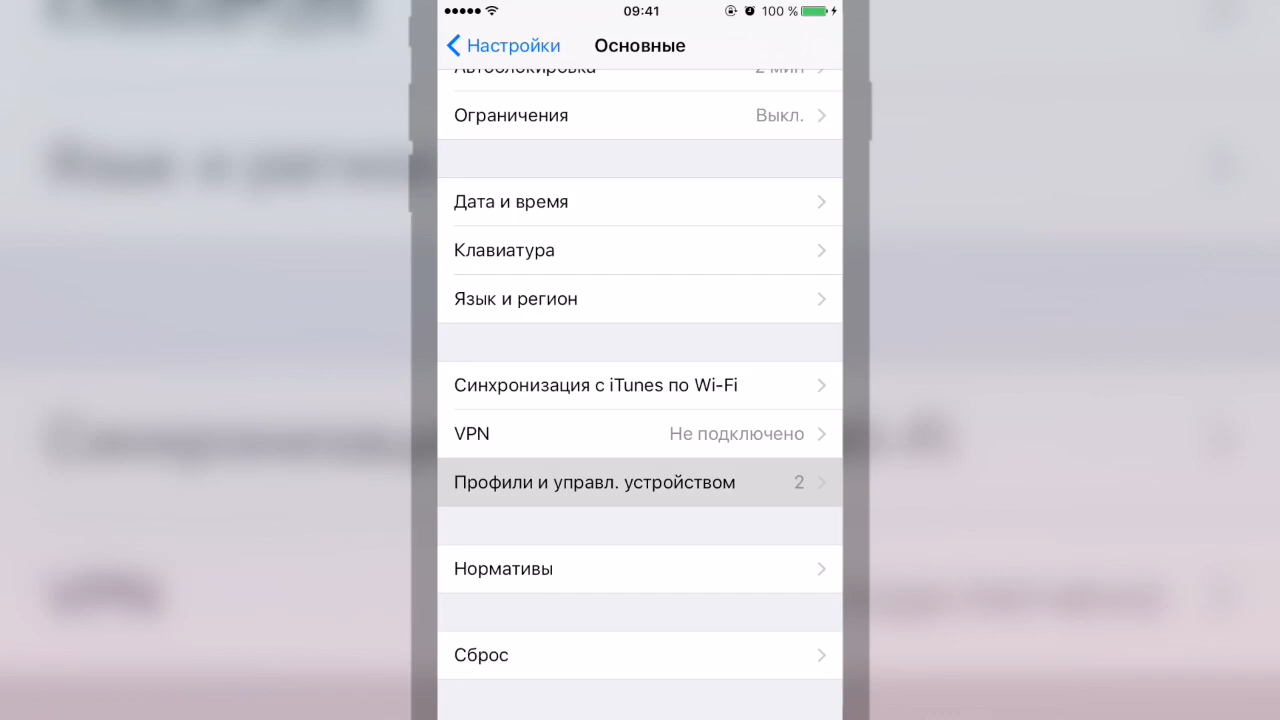 09:41 100 %
Настройки Основные
Автоблокировка 2 мин
Ограничения Выкл.
Дата и время
Клавиатура
Язык и регион
Синхронизация с iTunes по Wi-Fi
VPN Не подключено
Профили и управл. устройством 2
Нормативы
Сброс